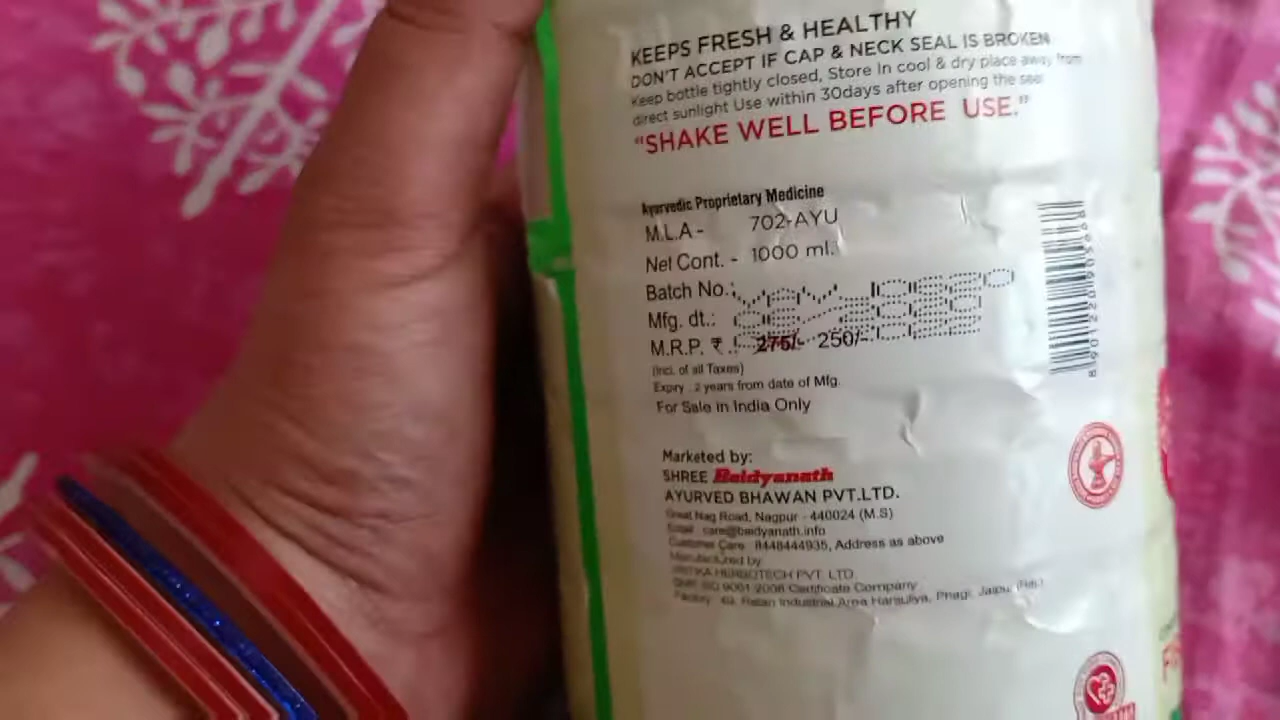 KEEPS FRESH & HEALTHY
DON'T ACCEPT IF CAP & NECK SEAL IS BROKEN
Keep bottle tightly closed, Store In cool & dry place away from
direct sunlight Use within 30days after opening the seal
"SHAKE WELL BEFORE USE."
Ayurvedic Proprietary Medicine
M.L.A - 702-AYU
Net Cont. - 1000 ml.
Batch No.:
Mfg. dt.:
M.R.P. ₹ .: 275/- 250/-
(Incl. of all Taxes)
Expiry : 2 years from date of Mfg.
For Sale in India Only
Marketed by:
SHREE Baidyanath
AYURVED BHAWAN PVT.LTD.
Great Nag Road, Nagpur - 440024 (M.S)
Email : care@baidyanath.info
Customer Care : 8448444935, Address as above
Manufactured by
HERBOTECH PVT. LTD.
ISO 9001:2008 Certificate Company
Factory : Industrial Area Harsuliya, Phagi, Jaipur (Raj.)